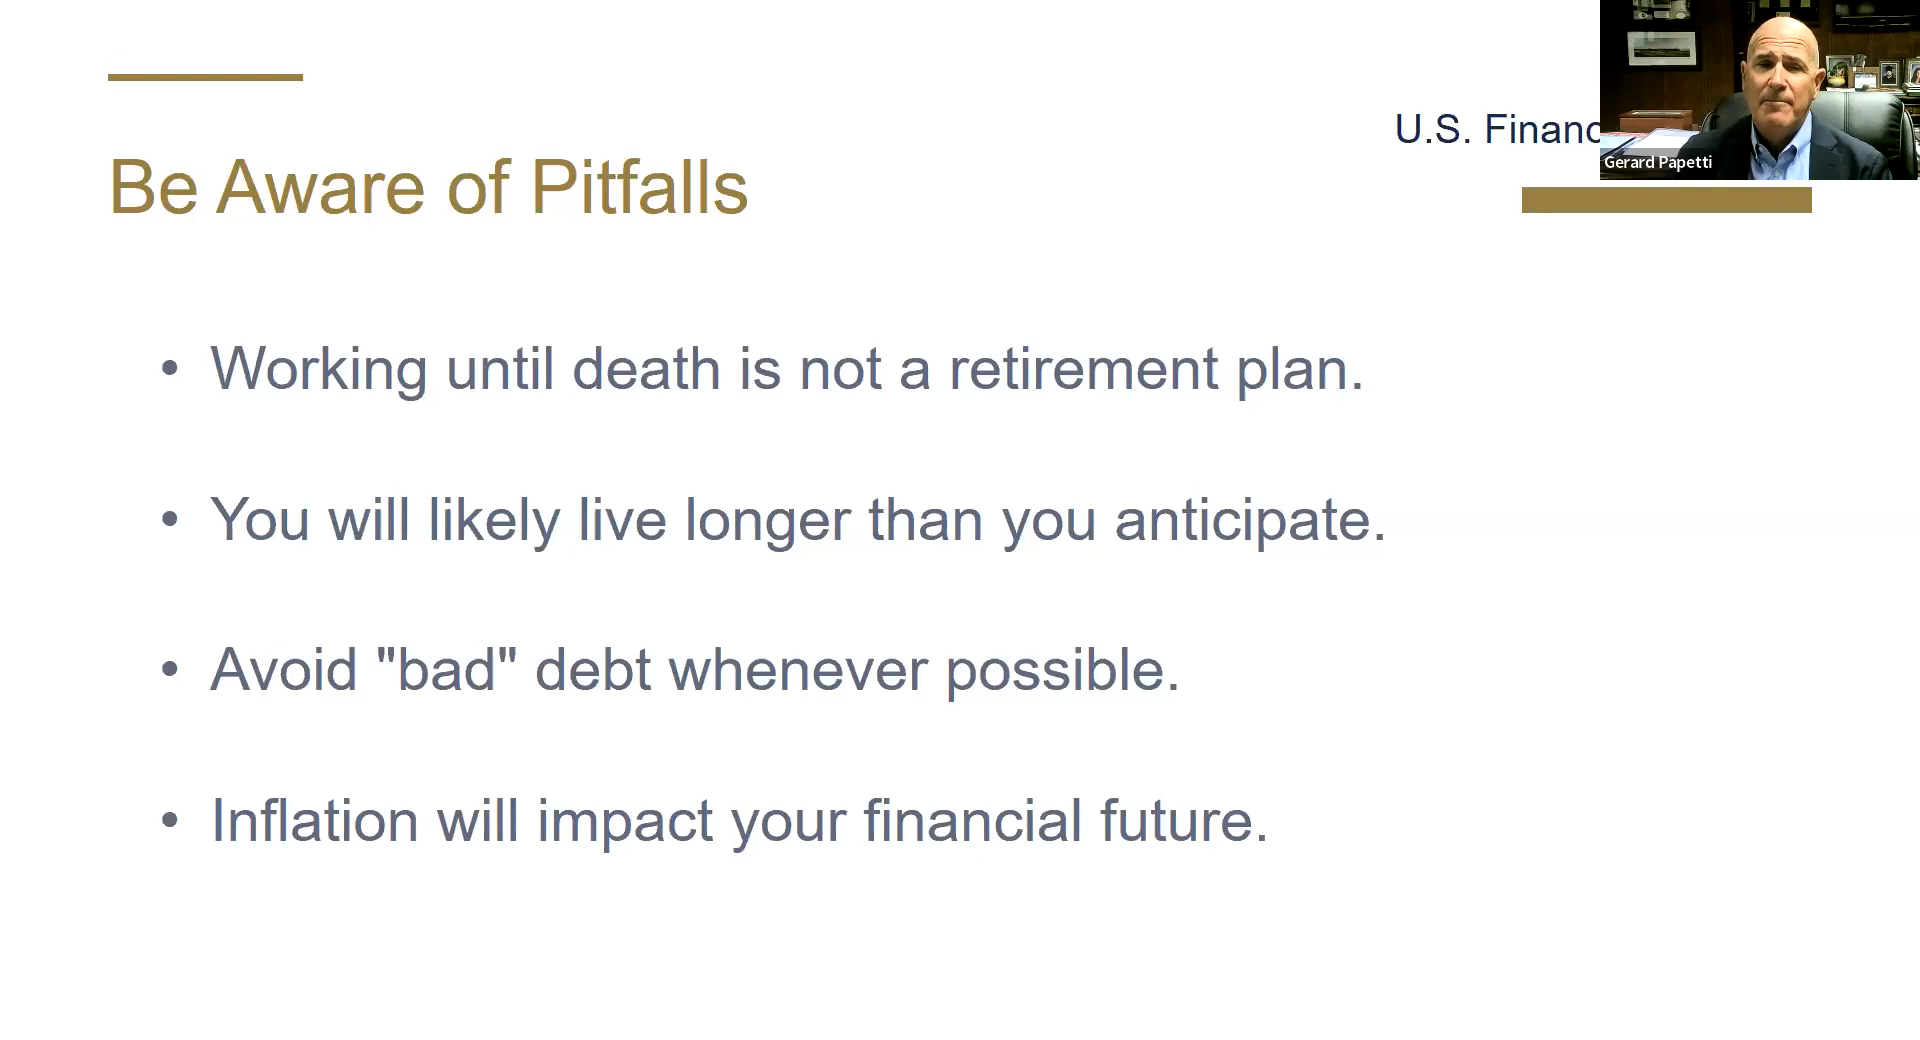 U.S. Financ
Gerard Papetti
Be Aware of Pitfalls
• Working until death is not a retirement plan.
• You will likely live longer than you anticipate.
• Avoid "bad" debt whenever possible.
• Inflation will impact your financial future.